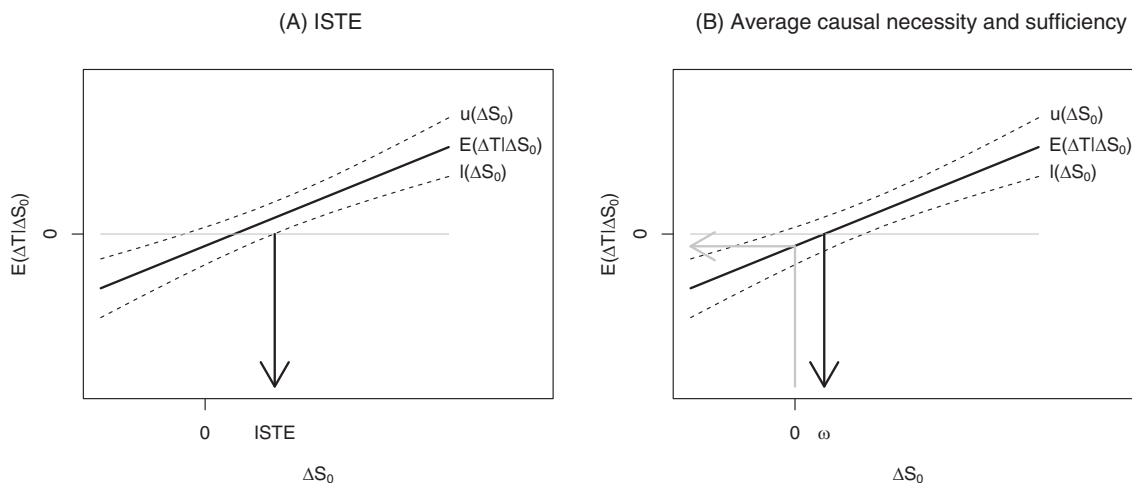 (A) ISTE
u(ΔS₀)
E(ΔT|ΔS₀)
l(ΔS₀)
0
E(ΔT|ΔS₀)
0 ISTE
ΔS₀
(B) Average causal necessity and sufficiency
u(ΔS₀)
E(ΔT|ΔS₀)
l(ΔS₀)
0
E(ΔT|ΔS₀)
0 ω
ΔS₀